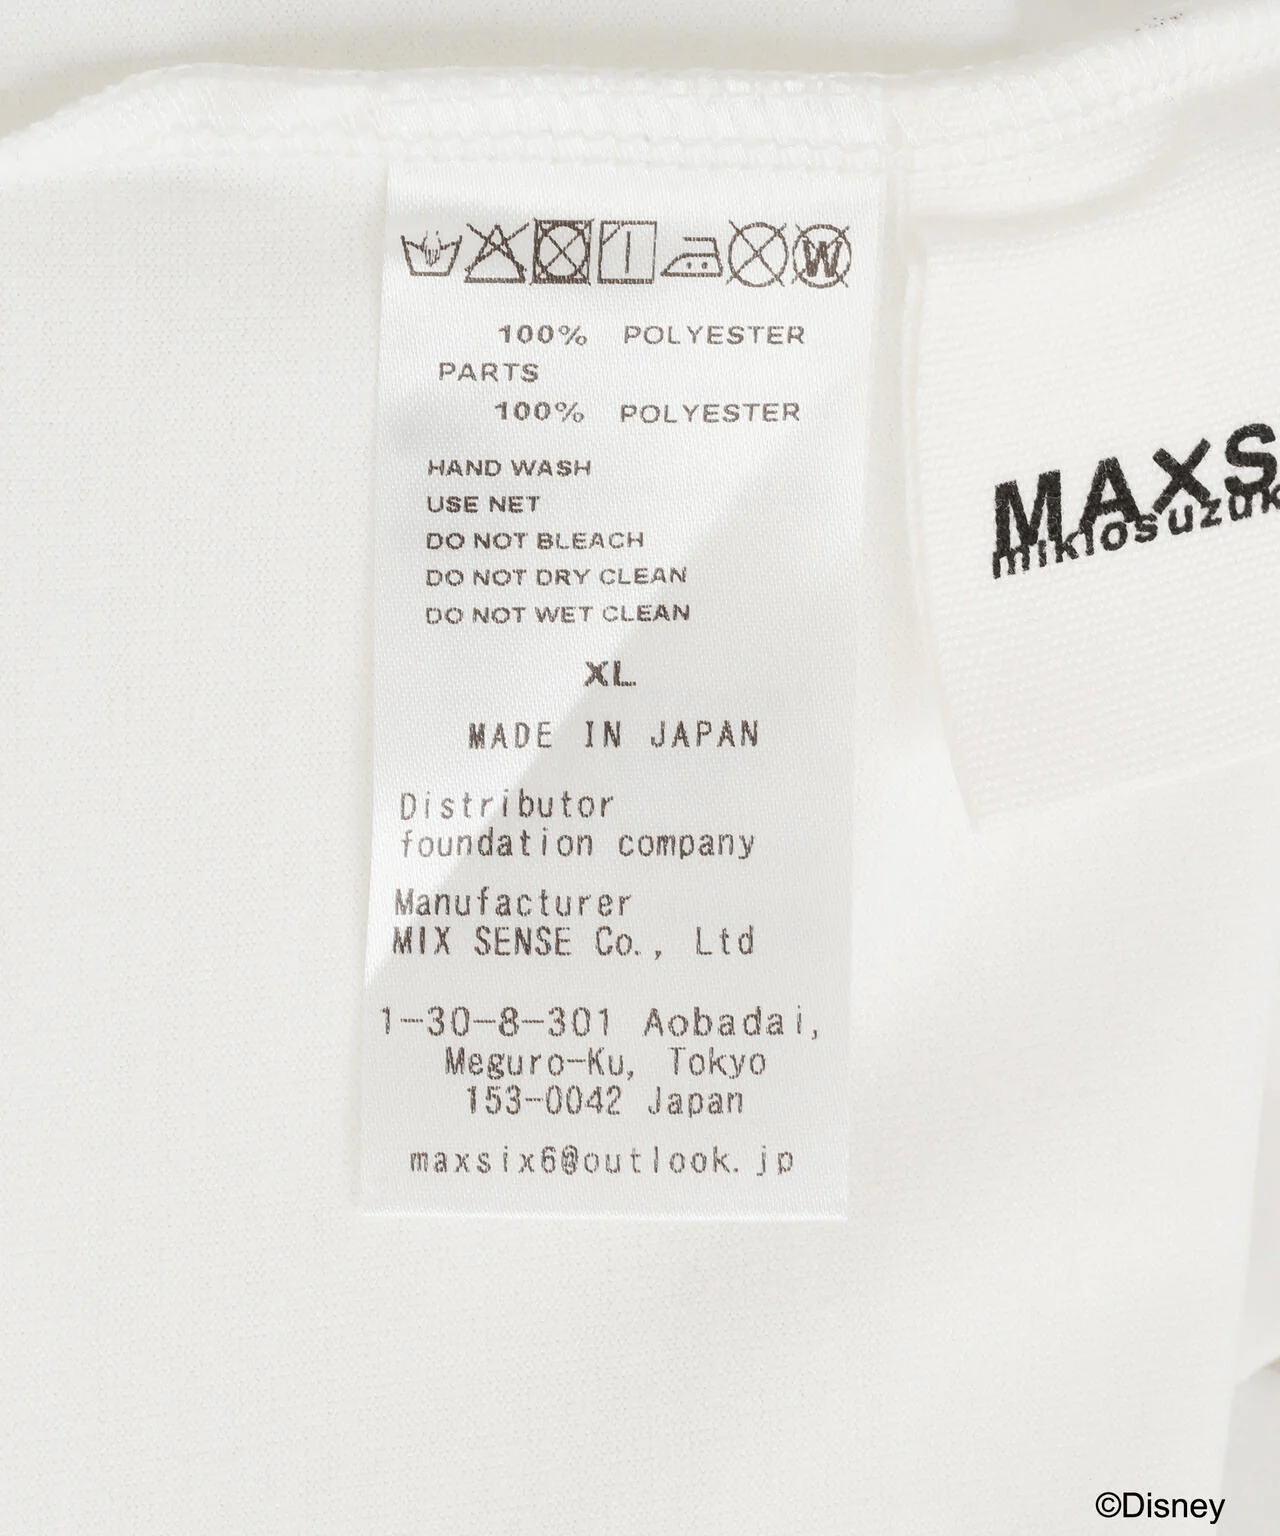 W
100% POLYESTER
PARTS
100% POLYESTER
HAND WASH
USE NET
DO NOT BLEACH
DO NOT DRY CLEAN
DO NOT WET CLEAN
XL
MADE IN JAPAN
Distributor
foundation company
Manufacturer
MIX SENSE Co., Ltd
1-30-8-301 Aobadai,
Meguro-Ku, Tokyo
153-0042 Japan
maxsix6@outlook.jp
MAXS
mikiosuzuk
©Disney